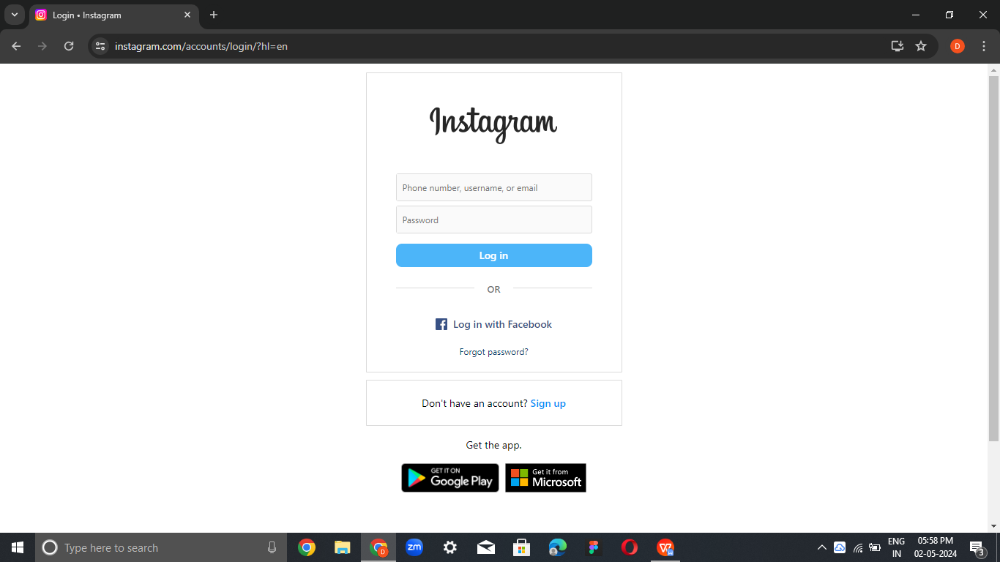 Login • Instagram
instagram.com/accounts/login/?hl=en
D
Instagram
Phone number, username, or email
Password
Log in
OR
Log in with Facebook
Forgot password?
Don't have an account? Sign up
Get the app.
GET IT ON
Google Play
Get it from
Microsoft
Type here to search
D
zm
ENG
IN
05:58 PM
02-05-2024
3